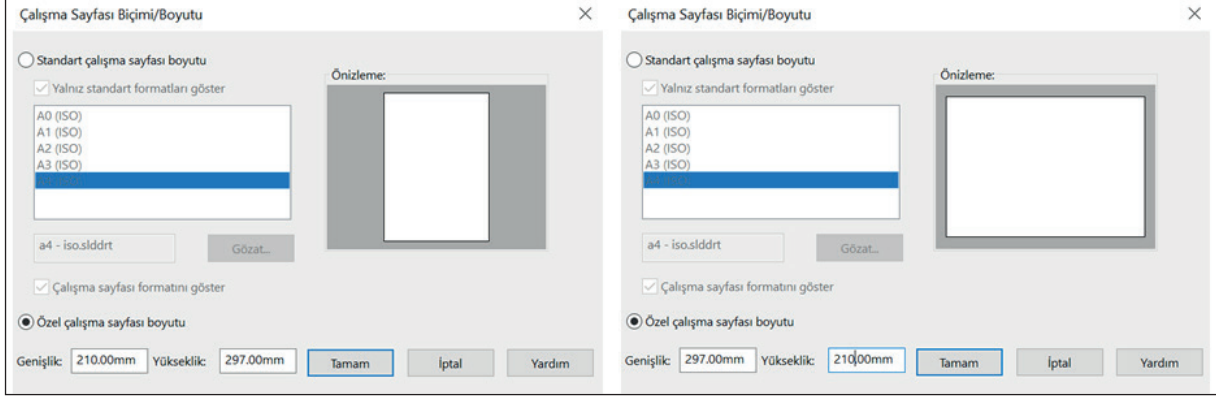 Çalışma Sayfası Biçimi/Boyutu
Standart çalışma sayfası boyutu
Yalnız standart formatları göster
A0 (ISO)
A1 (ISO)
A2 (ISO)
A3 (ISO)
a4 - iso.slddrt
Gözat...
Çalışma sayfası formatını göster
Önizleme:
Özel çalışma sayfası boyutu
Genişlik: 210.00mm Yükseklik: 297.00mm Tamam İptal Yardım
Çalışma Sayfası Biçimi/Boyutu
Standart çalışma sayfası boyutu
Yalnız standart formatları göster
A0 (ISO)
A1 (ISO)
A2 (ISO)
A3 (ISO)
a4 - iso.slddrt
Gözat...
Çalışma sayfası formatını göster
Önizleme:
Özel çalışma sayfası boyutu
Genişlik: 297.00mm Yükseklik: 210.00mm Tamam İptal Yardım